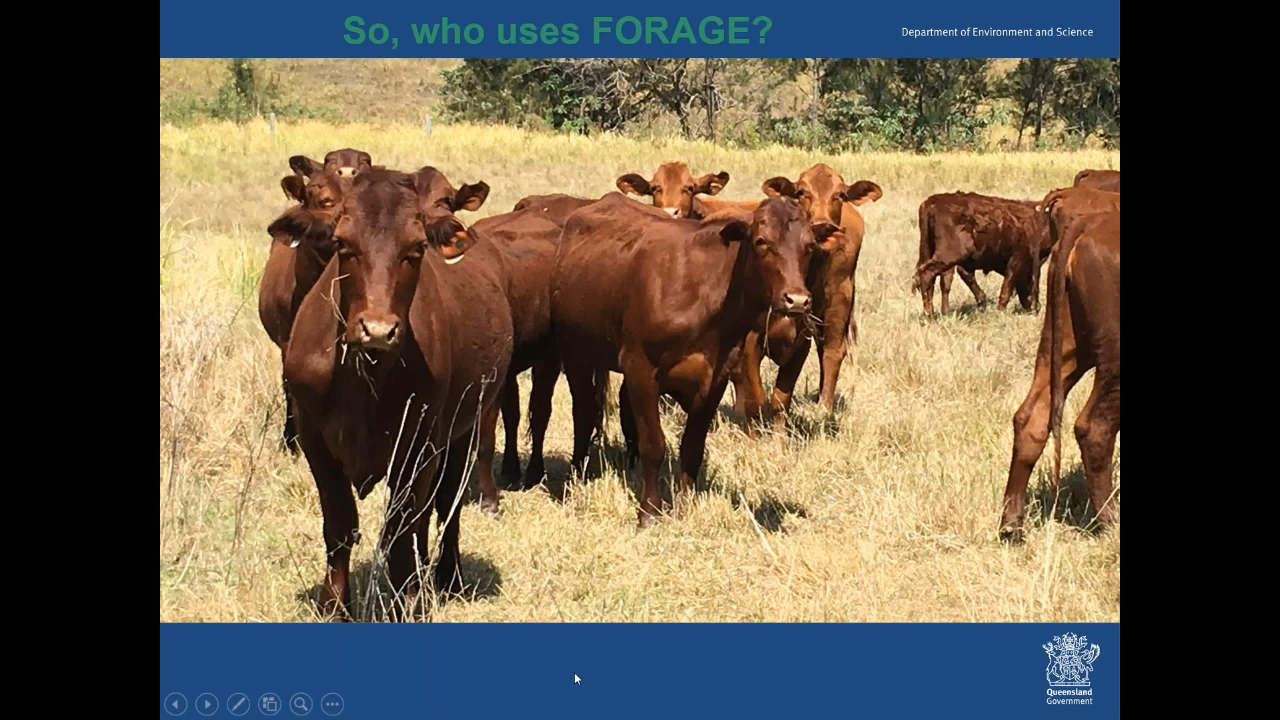 So, who uses FORAGE?
Department of Environment and Science
Queensland
Government